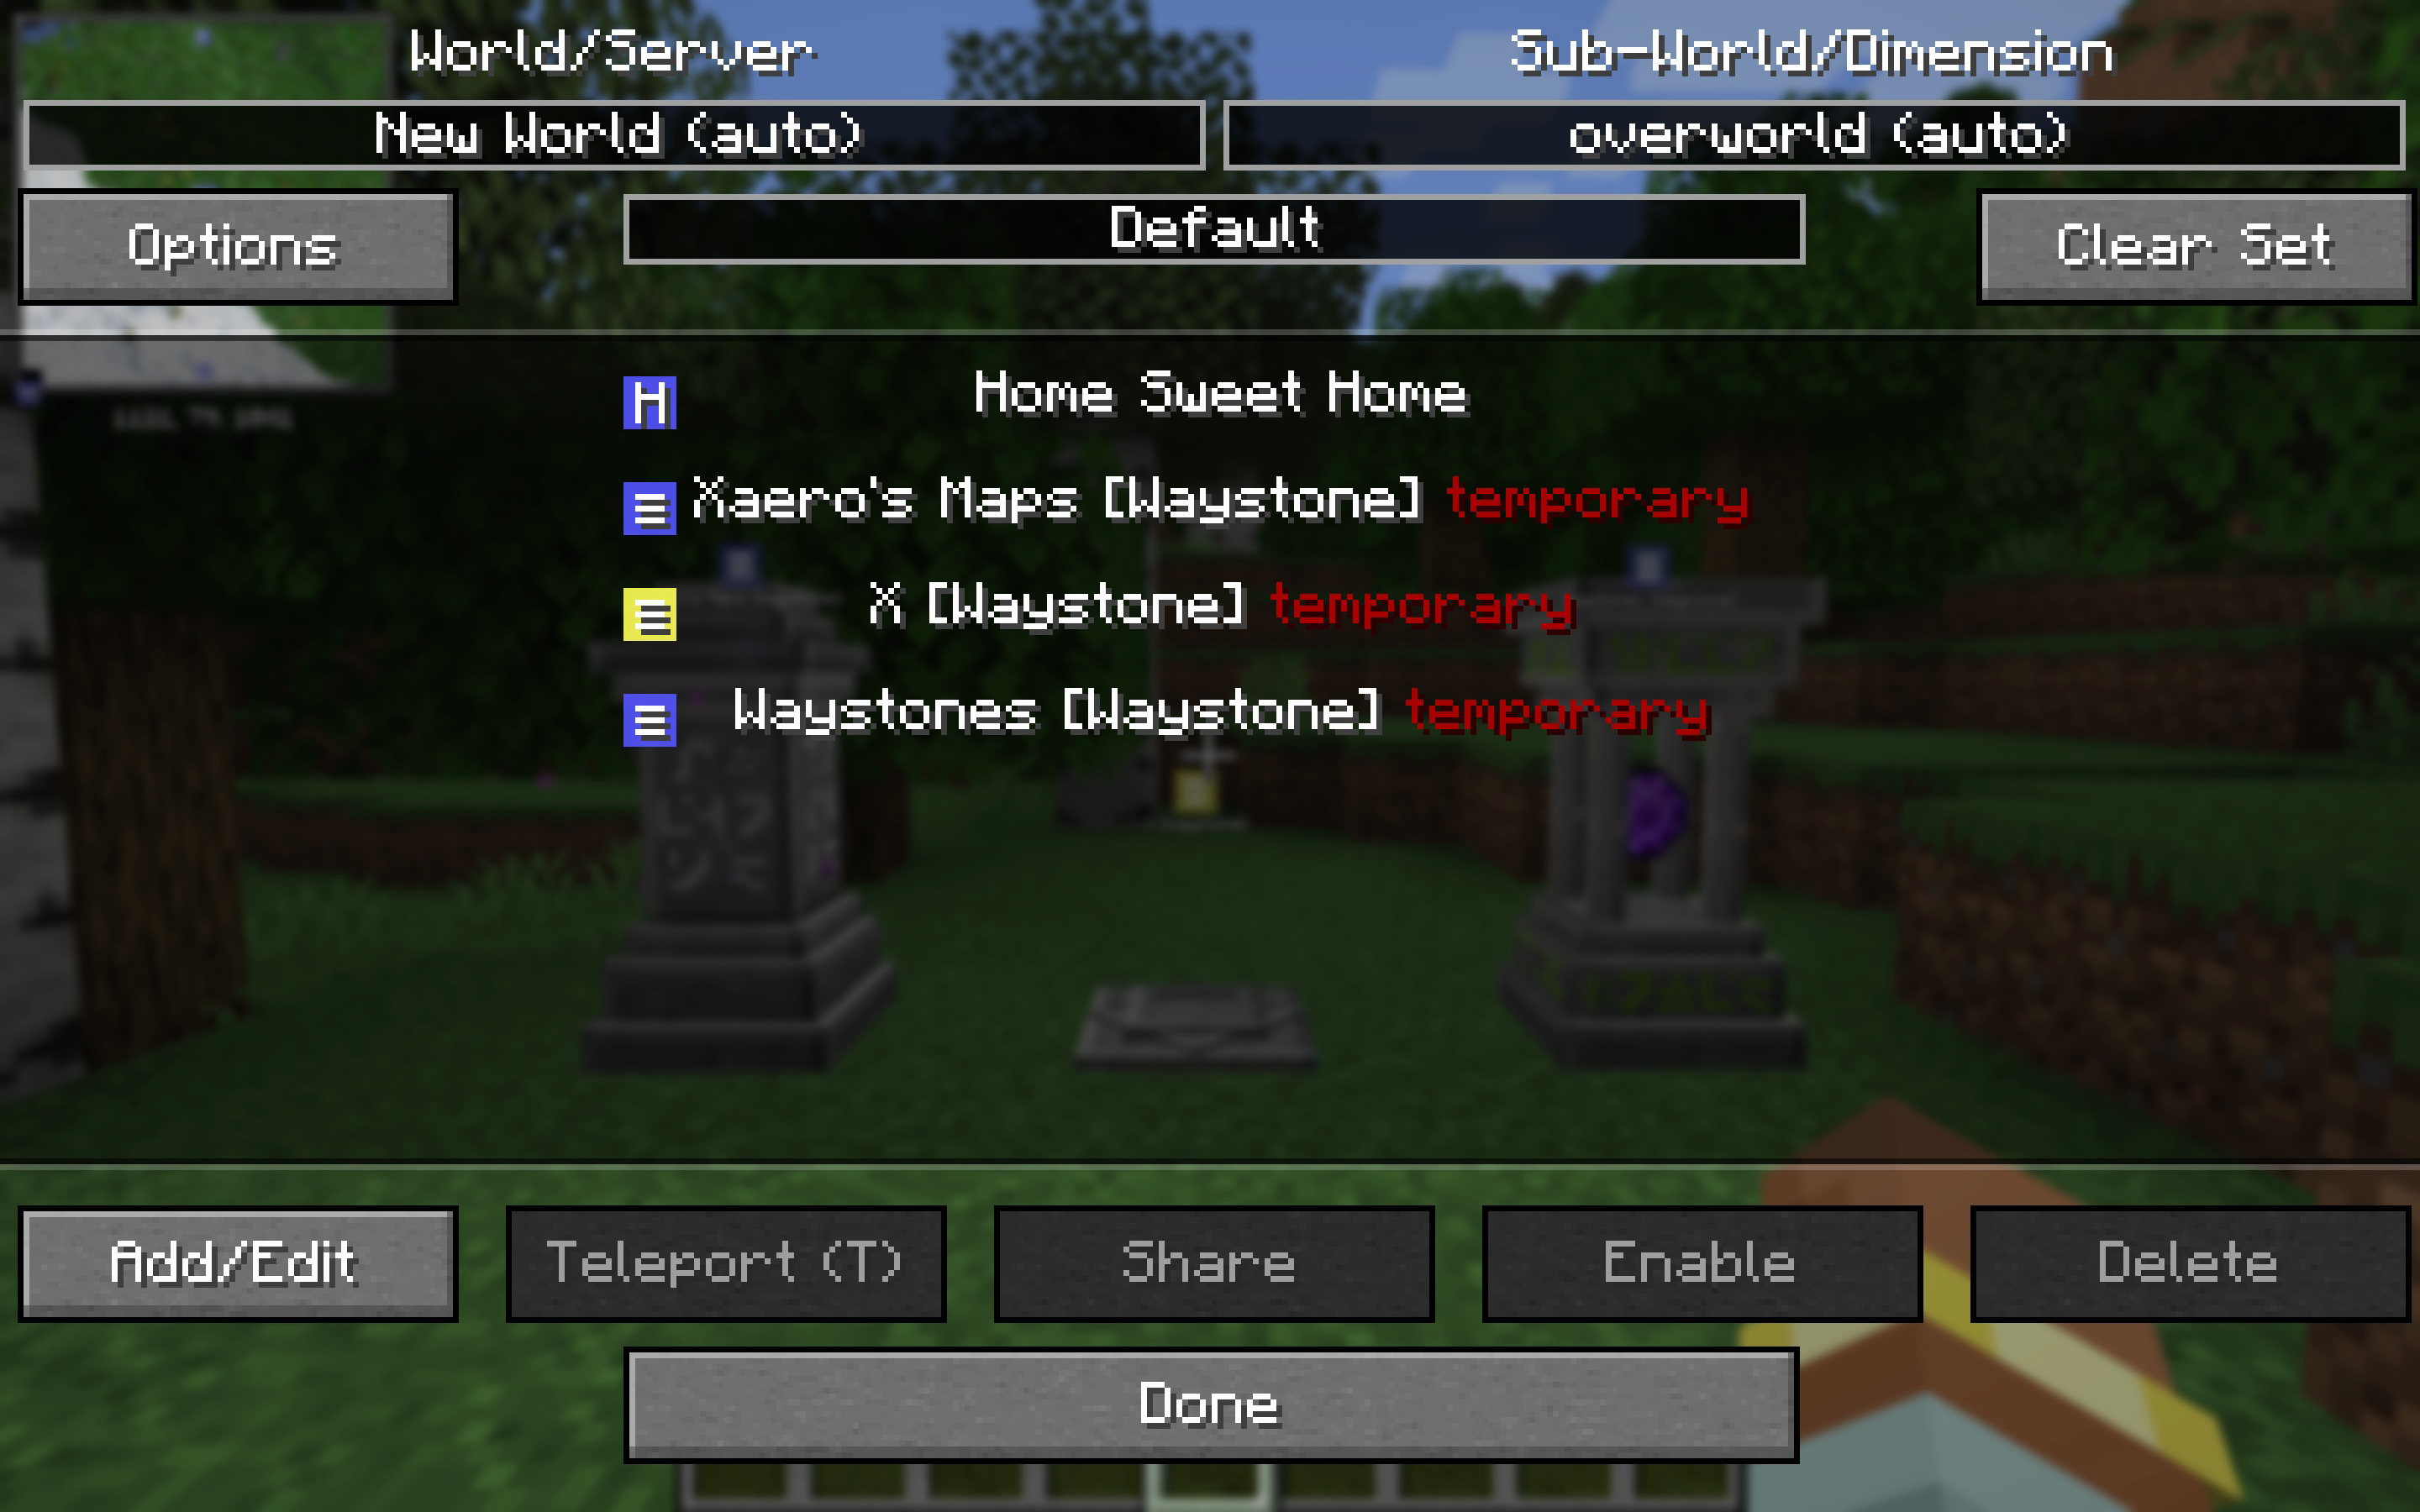 World/Server
Sub-World/Dimension
New World (auto)
overworld (auto)
Options
Default
Clear Set
H
Home Sweet Home
Xaero's Maps [Waystone] temporary
X [Waystone] temporary
Waystones [Waystone] temporary
Add/Edit
Teleport (T)
Share
Enable
Delete
Done